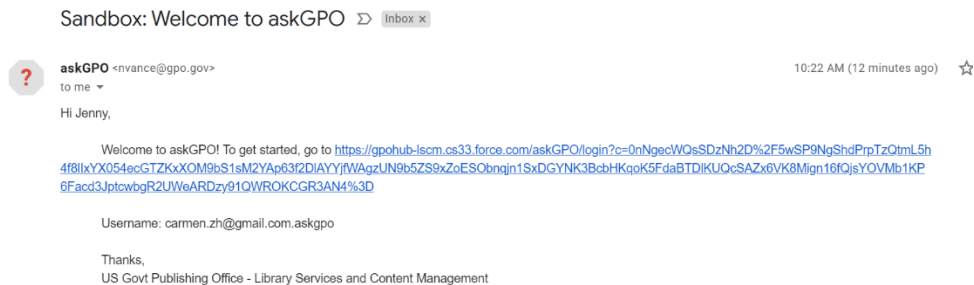 Sandbox: Welcome to askGPO Inbox ×
askGPO <nvance@gpo.gov> 10:22 AM (12 minutes ago)
to me
Hi Jenny,
Welcome to askGPO! To get started, go to https://gpohub-lscm.cs33.force.com/askGPO/login?c=0nNgecWQsSDzNh2D%2F5wSP9NgShdPrpTzQtmL5h
4f8IlxYX054ecGTZKxXOM9bS1sM2YAp63f2DlAYYjfWAgzUN9b5ZS9xZoESObnqjn1SxDGYNK3BcbHKqoK5FdaBTDlKUQcSAZx6VK8Mign16fQjsYOVMb1KP
6Facd3JptcwbgR2UWeARDzy91QWROKCGR3AN4%3D
Username: carmen.zh@gmail.com.askgpo
Thanks,
US Govt Publishing Office - Library Services and Content Management